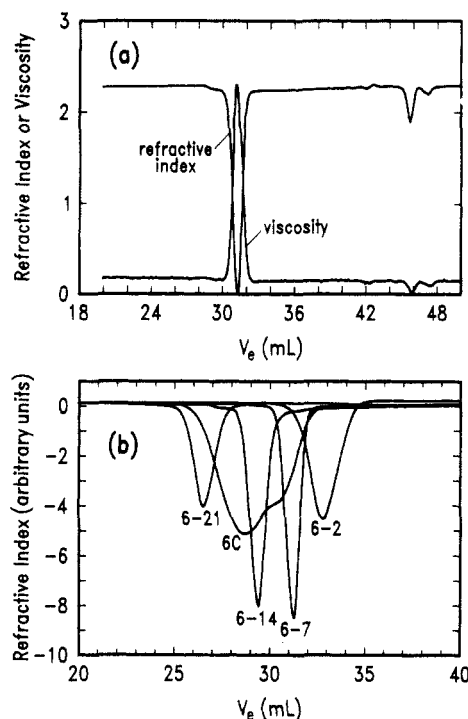 (a)
Refractive Index or Viscosity
3
2
1
0
refractive
index
viscosity
18 24 30 36 42 48
Ve (mL)
(b)
Refractive Index (arbitrary units)
0
-2
-4
-6
-8
-10
6-21
6C
6-14
6-7
6-2
20 25 30 35 40
Ve (mL)